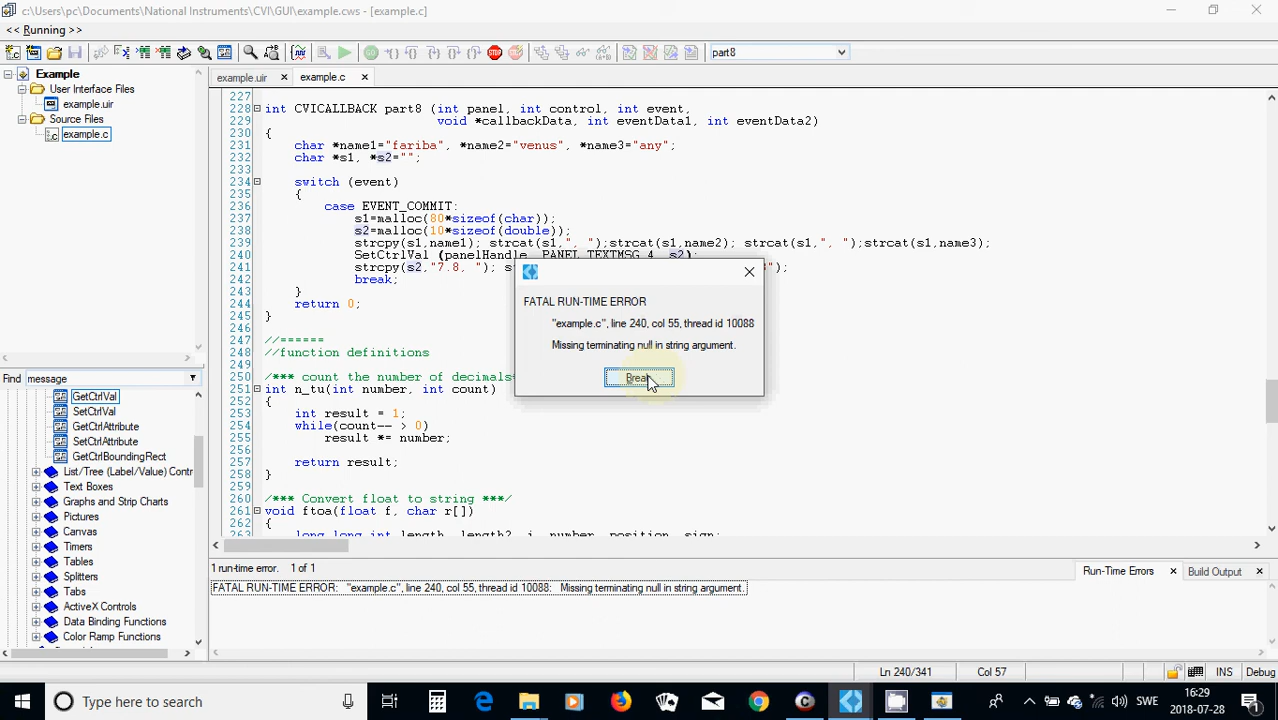 c:\Users\pc\Documents\National Instruments\CVI\GUI\example.cws - [example.c]
<< Running >>
part8
Example
User Interface Files
example.uir
Source Files
example.c
example.uir
example.c
227
228 int CVICALLBACK part8 (int panel, int control, int event,
229 void *callbackData, int eventData1, int eventData2)
230 {
231 char *name1="fariba", *name2="venus", *name3="any";
232 char *s1, *s2="";
233
234 switch (event)
235 {
236 case EVENT_COMMIT:
237 s1=malloc(80*sizeof(char));
238 s2=malloc(10*sizeof(double));
239 strcpy(s1,name1); strcat(s1,", ");strcat(s1,name2); strcat(s1,", ");strcat(s1,name3);
240 SetCtrlVal (panelHandle, PANEL_TEXTMSG_4, s2);
241 strcpy(s2,"7.8, ");
242 break;
243 }
244 return 0;
245 }
246
247 //======
248 //function definitions
249
250 /*** count the number of decimals
251 int n_tu(int number, int count)
252 {
253 int result = 1;
254 while(count-- > 0)
255 result *= number;
256
257 return result;
258 }
259
260 /*** Convert float to string ***/
261 void ftoa(float f, char r[])
262 {
263 long long int length, length2, i, number, position, sign;
FATAL RUN-TIME ERROR
"example.c", line 240, col 55, thread id 10088
Missing terminating null in string argument.
Break
Find message
GetCtrlVal
SetCtrlVal
GetCtrlAttribute
SetCtrlAttribute
GetCtrlBoundingRect
List/Tree (Label/Value) Contr
Text Boxes
Graphs and Strip Charts
Pictures
Canvas
Timers
Tables
Splitters
Tabs
ActiveX Controls
Data Binding Functions
Color Ramp Functions
1 run-time error. 1 of 1
Run-Time Errors
Build Output
FATAL RUN-TIME ERROR: "example.c", line 240, col 55, thread id 10088: Missing terminating null in string argument.
Ln 240/341 Col 57 INS Debug
Type here to search
SWE
16:29
2018-07-28
1